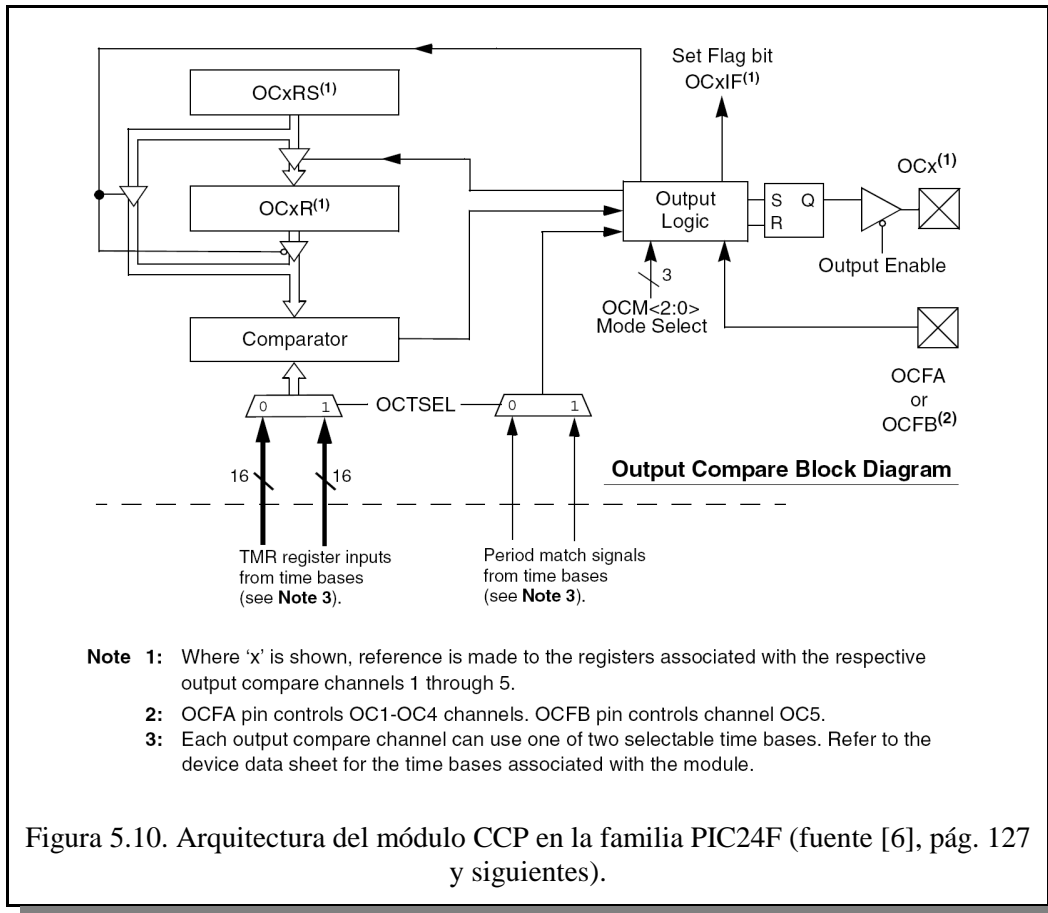 Set Flag bit
OCxIF(1)
OCxRS(1)
OCx(1)
OCxR(1)
Output
Logic
S Q
R
Output Enable
3
OCM<2:0>
Mode Select
Comparator
OCFA
or
OCFB(2)
0 1
OCTSEL
0 1
16
16
Output Compare Block Diagram
TMR register inputs
from time bases
(see Note 3).
Period match signals
from time bases
(see Note 3).
Note 1: Where ‘x’ is shown, reference is made to the registers associated with the respective
output compare channels 1 through 5.
2: OCFA pin controls OC1-OC4 channels. OCFB pin controls channel OC5.
3: Each output compare channel can use one of two selectable time bases. Refer to the
device data sheet for the time bases associated with the module.
Figura 5.10. Arquitectura del módulo CCP en la familia PIC24F (fuente [6], pág. 127
y siguientes).